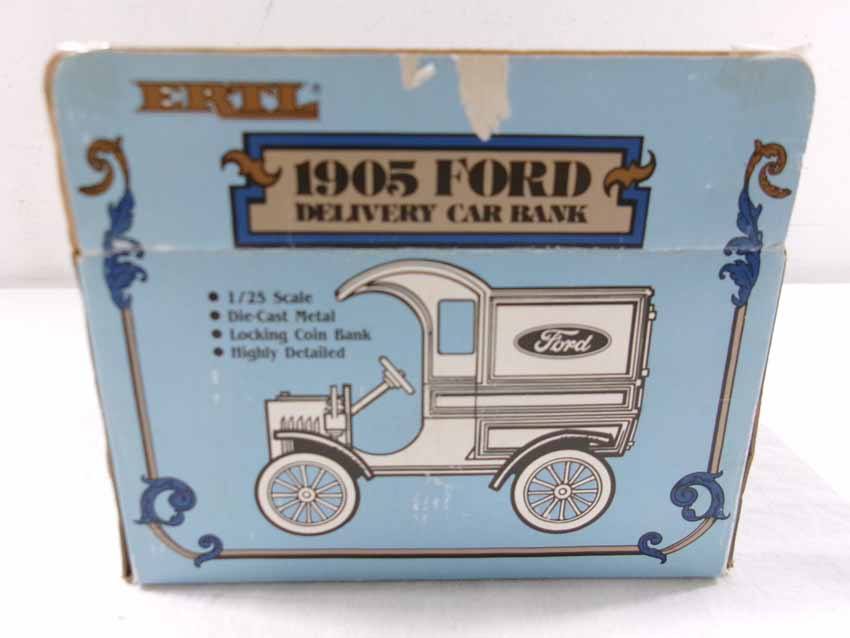 ERTL®
1905 FORD
DELIVERY CAR BANK
• 1/25 Scale
• Die-Cast Metal
• Locking Coin Bank
• Highly Detailed
Ford